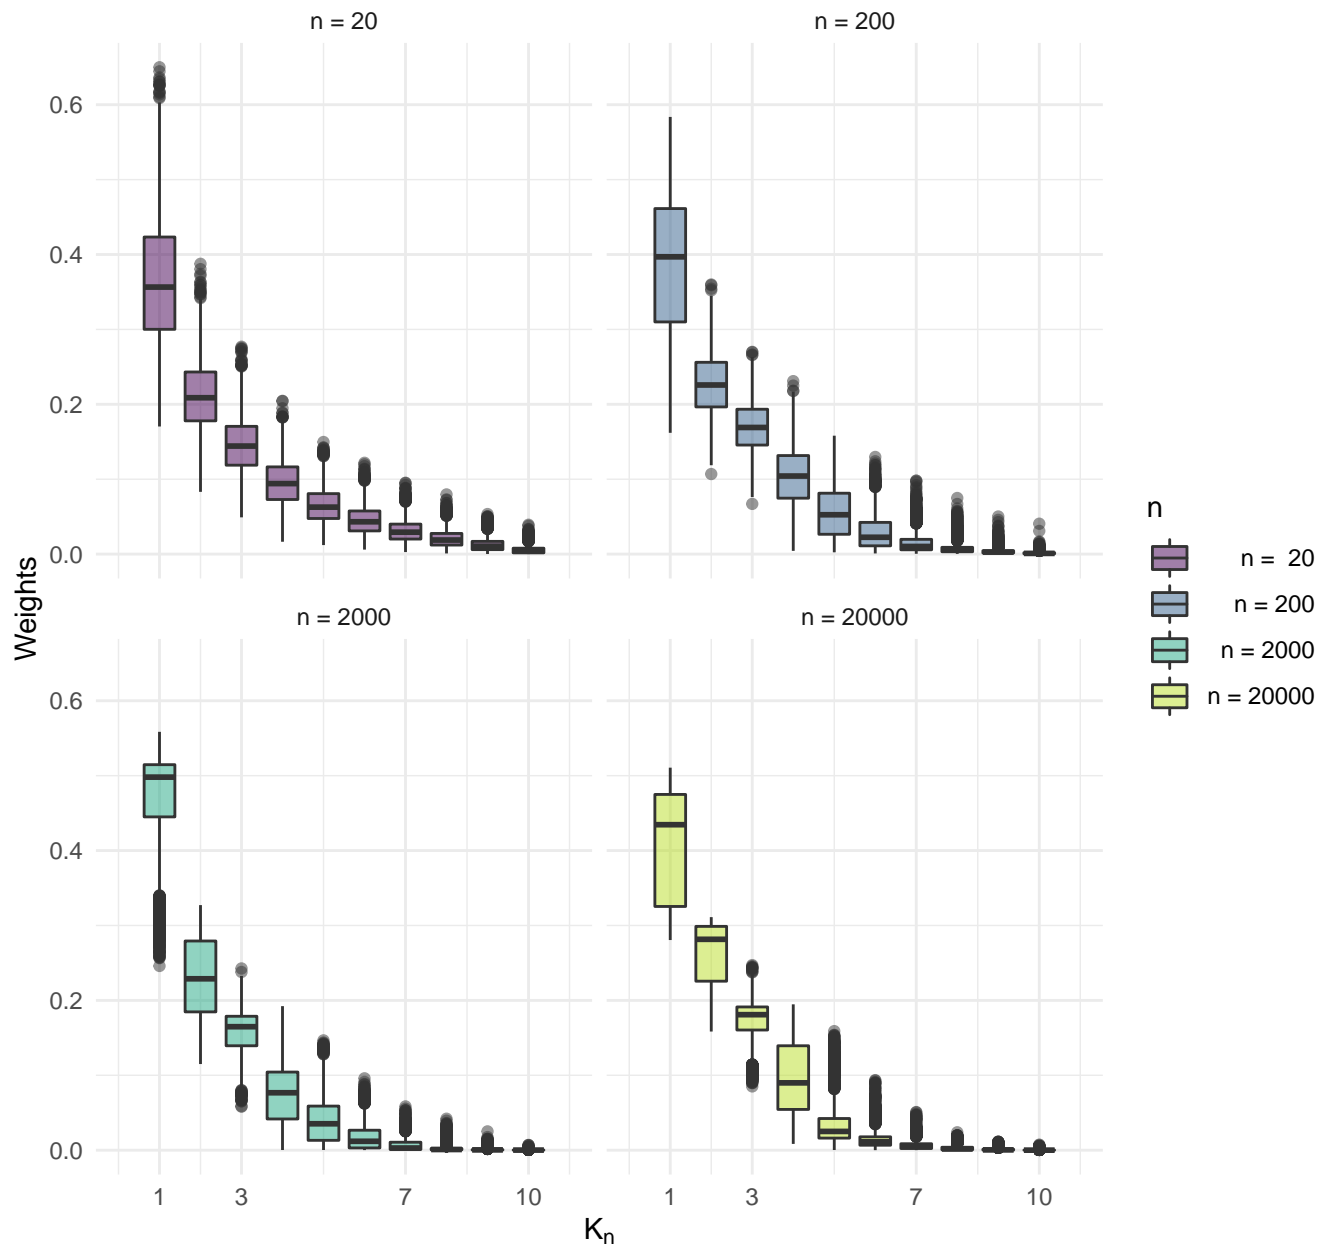 n = 20
n = 200
0.6
0.4
0.2
0.0
n = 2000
n = 20000
0.6
0.4
0.2
0.0
1 3 7 10
1 3 7 10
Weights
Kn
n
n = 20
n = 200
n = 2000
n = 20000